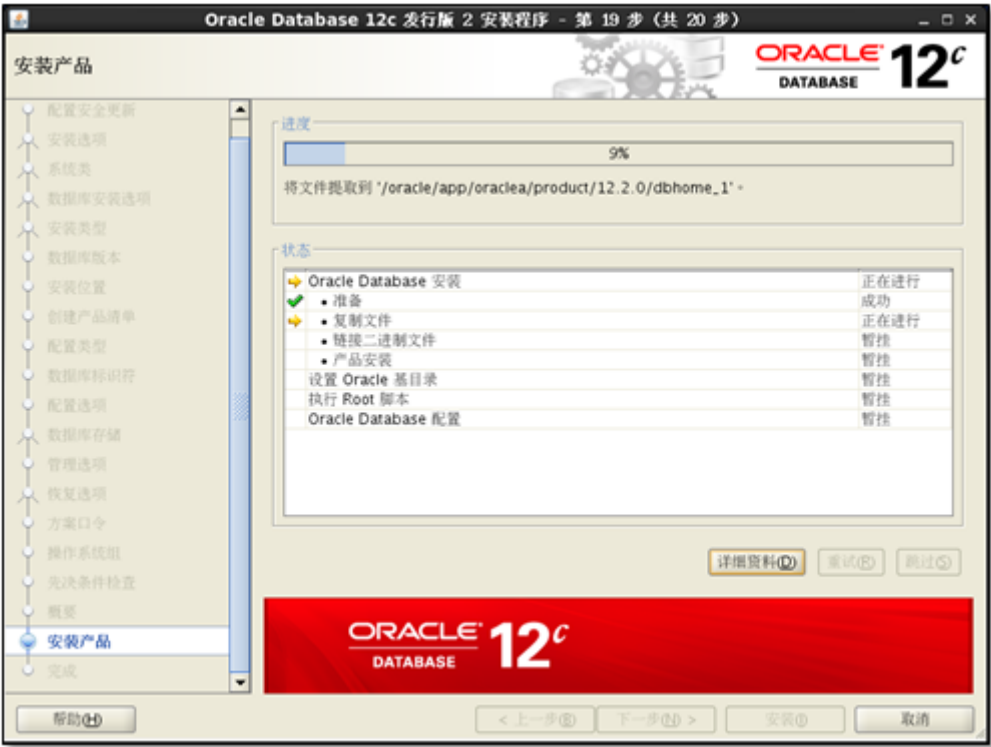 Oracle Database 12c 发行版 2 安装程序 - 第 19 步 (共 20 步)
安装产品
ORACLE
DATABASE
12c
配置安全更新
安装选项
系统类
数据库安装选项
安装类型
数据库版本
安装位置
创建产品清单
配置类型
数据库标识符
配置选项
数据库存储
管理选项
恢复选项
方案口令
操作系统组
先决条件检查
概要
安装产品
完成
进度
9%
将文件提取到 '/oracle/app/oraclea/product/12.2.0/dbhome_1'。
状态
Oracle Database 安装 正在进行
• 准备 成功
• 复制文件 正在进行
• 链接二进制文件 暂挂
• 产品安装 暂挂
设置 Oracle 基目录 暂挂
执行 Root 脚本 暂挂
Oracle Database 配置 暂挂
详细资料(D) 重试(R) 跳过(S)
ORACLE
DATABASE
12c
帮助(H) < 上一步(B) 下一步(N) > 安装(I) 取消